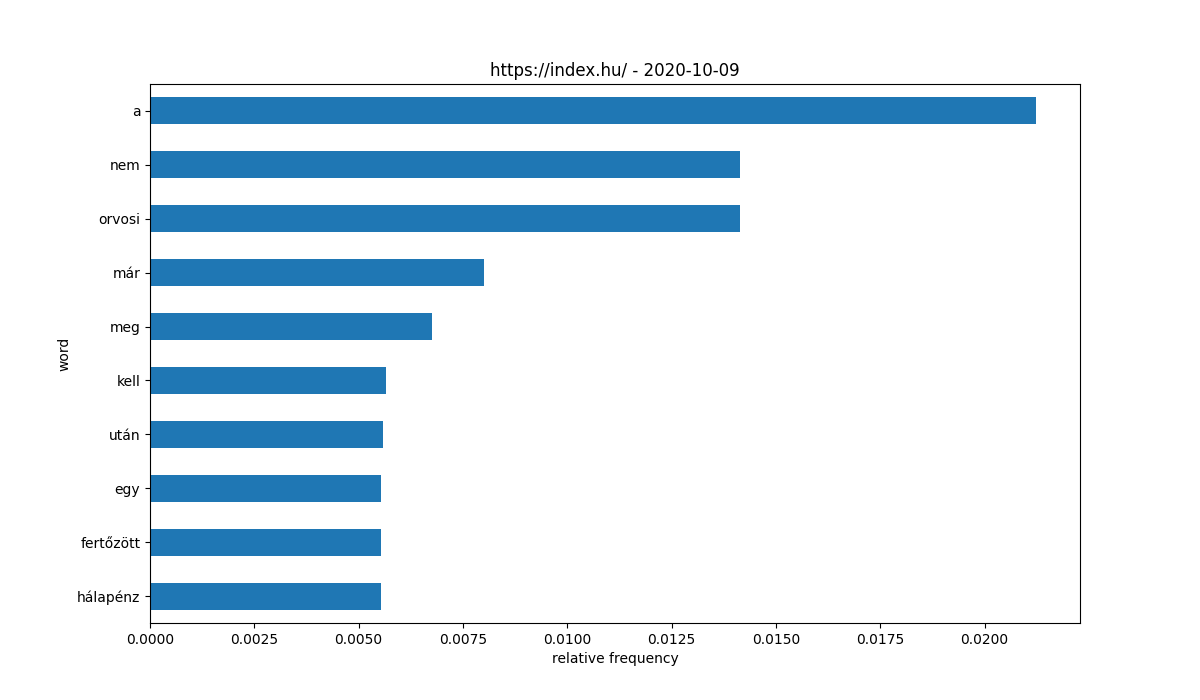 https://index.hu/ - 2020-10-09
a
nem
orvosi
már
meg
kell
után
egy
fertőzött
hálapénz
word
0.0000 0.0025 0.0050 0.0075 0.0100 0.0125 0.0150 0.0175 0.0200
relative frequency